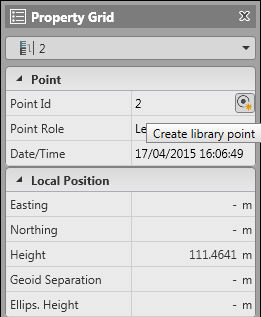 Property Grid
2
Point
Point Id 2
Point Role Le
Create library point
Date/Time 17/04/2015 16:06:49
Local Position
Easting - m
Northing - m
Height 111.4641 m
Geoid Separation - m
Ellips. Height - m